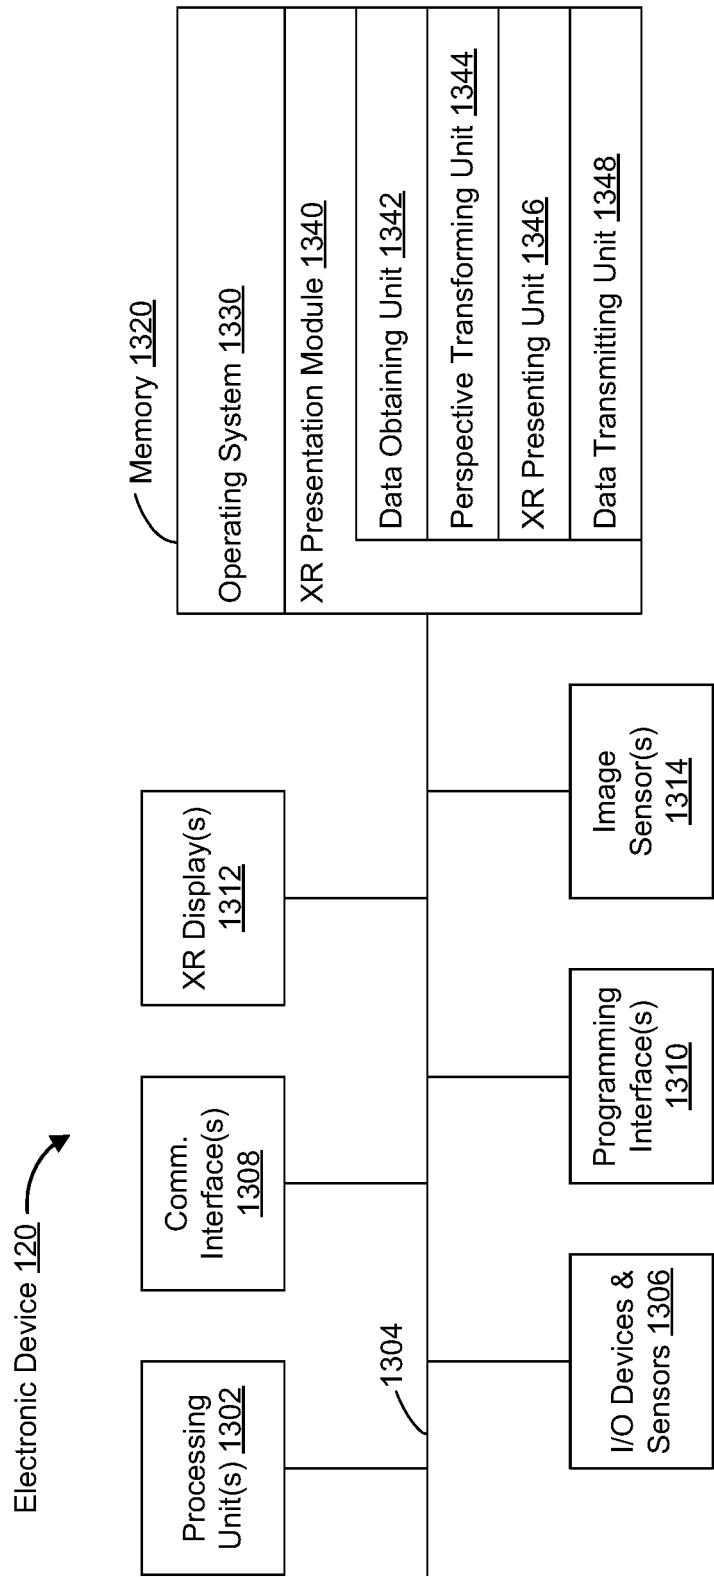 Electronic Device 120
Processing
Unit(s) 1302
Comm.
Interface(s)
1308
XR Display(s)
1312
Memory 1320
Operating System 1330
XR Presentation Module 1340
Data Obtaining Unit 1342
Perspective Transforming Unit 1344
XR Presenting Unit 1346
Data Transmitting Unit 1348
1304
I/O Devices &
Sensors 1306
Programming
Interface(s)
1310
Image
Sensor(s)
1314